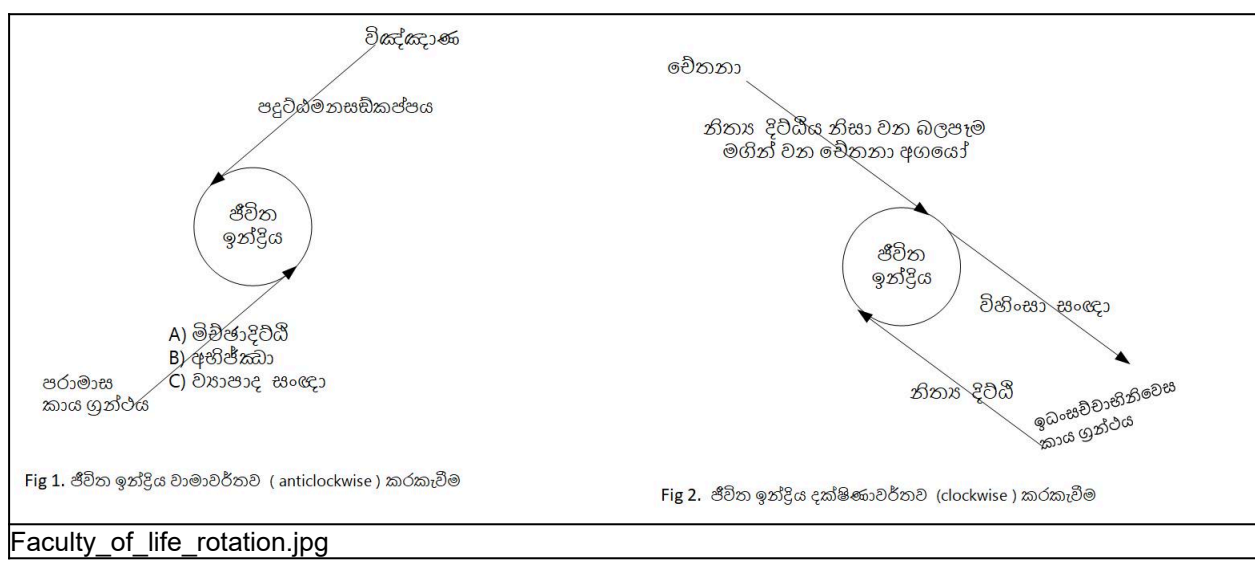 විඤ්ඤාණ
පදුට්ඨමනසඞ්කප්පය
ජීවිත
ඉන්ද්‍රිය
A) මිච්ඡාදිට්ඨි
B) අභිජ්ඣා
C) ව්‍යාපාද සංඥා
පරාමාස
කාය ග්‍රන්ථය
Fig 1. ජීවිත ඉන්ද්‍රිය වාමාවර්තව ( anticlockwise ) කරකැවීම
චේතනා
නිත්‍ය දිට්ඨිය නිසා වන බලපෑම
මගින් වන චේතනා අගයෝ
ජීවිත
ඉන්ද්‍රිය
විහිංසා සංඥා
නිත්‍ය දිට්ඨි
ඉධංසච්චාභිනිවෙස
කාය ග්‍රන්ථය
Fig 2. ජීවිත ඉන්ද්‍රිය දක්ෂිණාවර්තව (clockwise ) කරකැවීම
Faculty_of_life_rotation.jpg